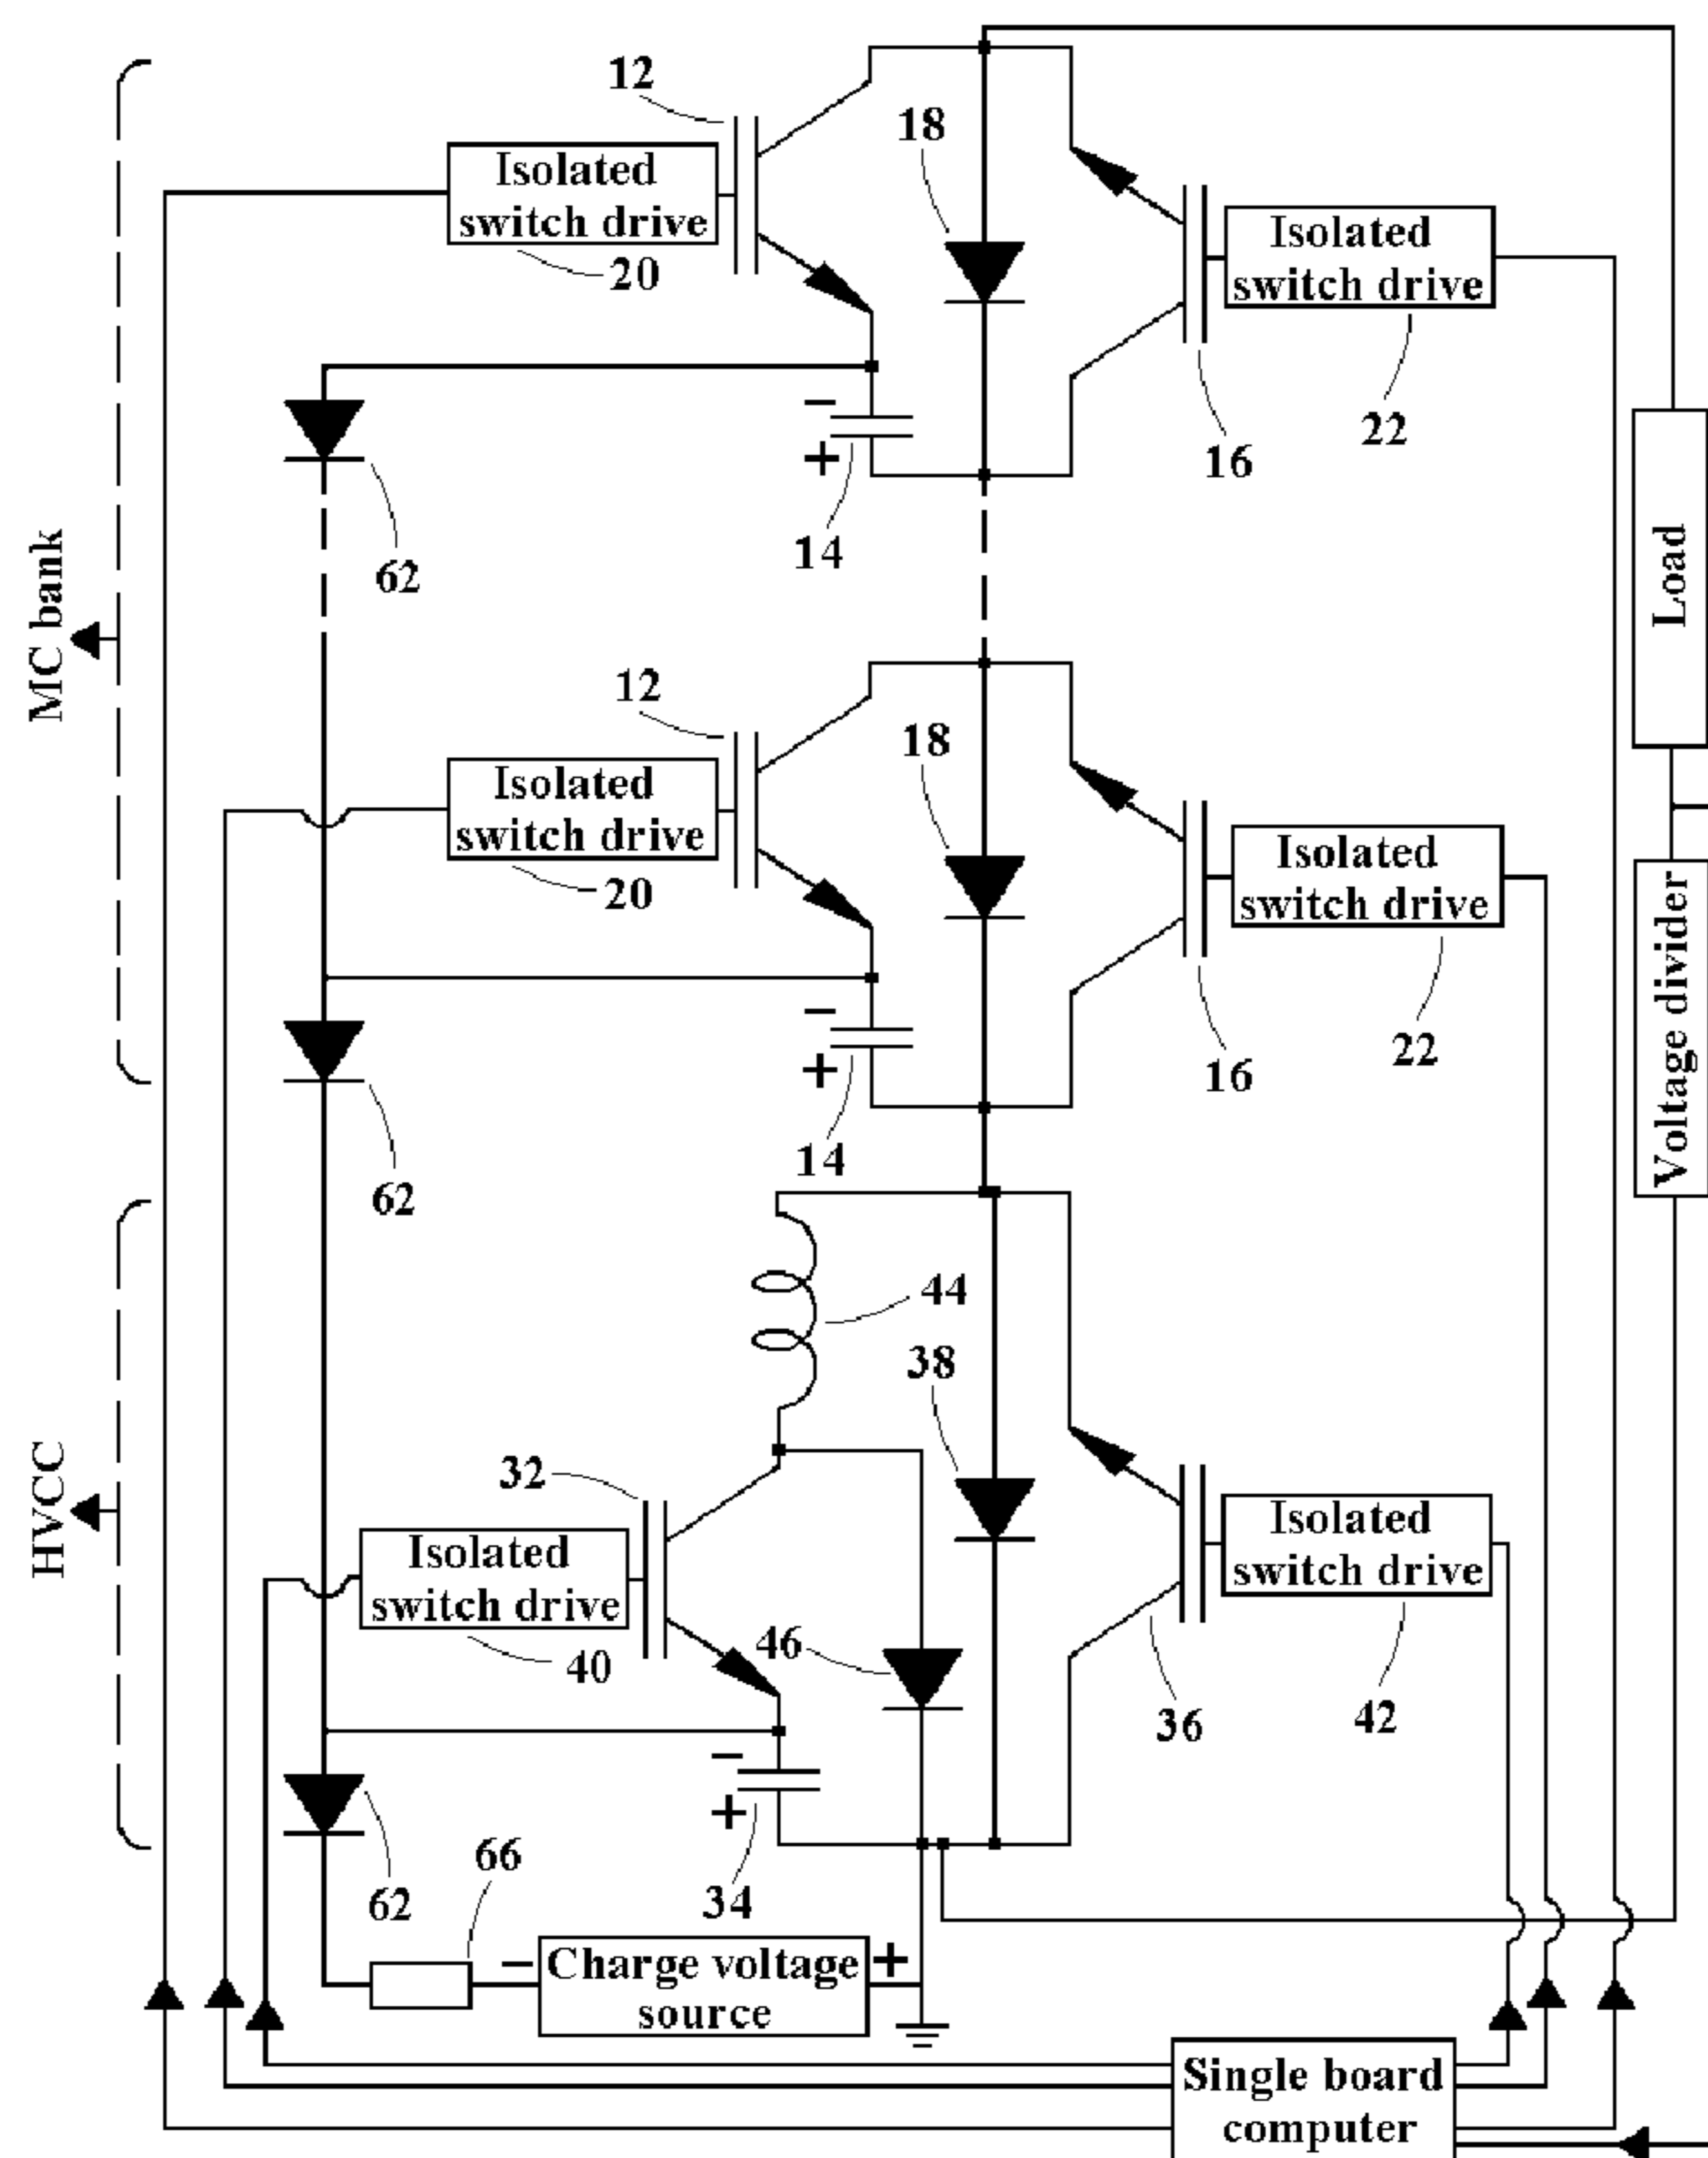 12
18
Isolated
switch drive
20
Isolated
switch drive
22
16
−
+
14
62
MC bank
Load
12
18
Isolated
switch drive
20
Isolated
switch drive
22
16
−
+
14
62
Voltage divider
44
38
HVCC
32
Isolated
switch drive
40
46
Isolated
switch drive
42
36
−
+
34
62
66
−
Charge voltage
source
+
Single board
computer